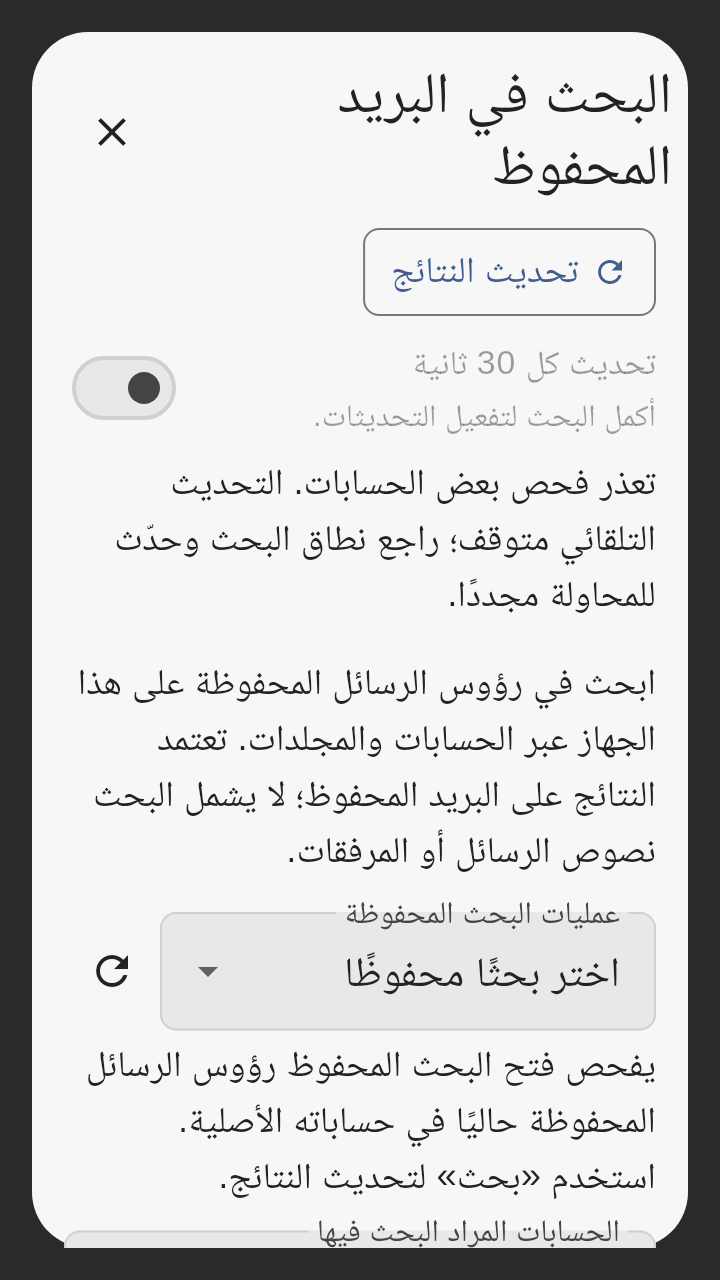 البحث في البريد
المحفوظ
تحديث النتائج
تحديث كل 30 ثانية
أكمل البحث لتفعيل التحديثات.
تعذر فحص بعض الحسابات. التحديث
التلقائي متوقف؛ راجع نطاق البحث وحدّث
للمحاولة مجددًا.
ابحث في رؤوس الرسائل المحفوظة على هذا
الجهاز عبر الحسابات والمجلدات. تعتمد
النتائج على البريد المحفوظ؛ لا يشمل البحث
نصوص الرسائل أو المرفقات.
عمليات البحث المحفوظة
اختر بحثًا محفوظًا
يفحص فتح البحث المحفوظ رؤوس الرسائل
المحفوظة حاليًا في حساباته الأصلية.
استخدم «بحث» لتحديث النتائج.
الحسابات المراد البحث فيها